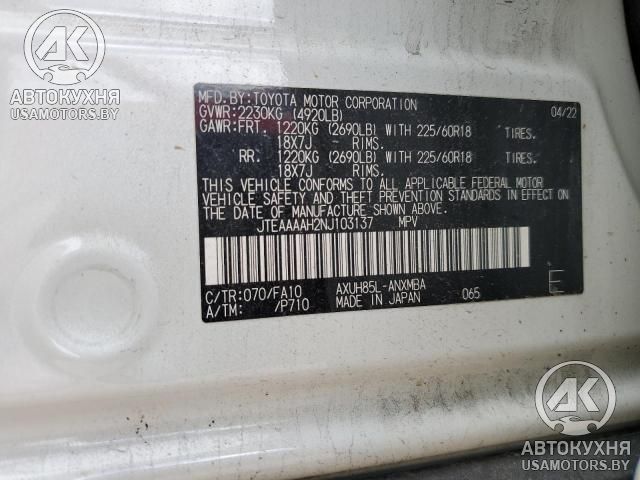 АК
АВТОКУХНЯ
USAMOTORS.BY
MFD.BY:TOYOTA MOTOR CORPORATION 04/22
GVWR:2230KG (4920LB)
GAWR:FRT. 1220KG (2690LB) WITH 225/60R18 TIRES.
18X7J RIMS.
RR. 1220KG (2690LB) WITH 225/60R18 TIRES.
18X7J RIMS.
THIS VEHICLE CONFORMS TO ALL APPLICABLE FEDERAL MOTOR
VEHICLE SAFETY AND THEFT PREVENTION STANDARDS IN EFFECT ON
THE DATE OF MANUFACTURE SHOWN ABOVE.
JTEAAAAH2NJ103137 MPV
C/TR:070/FA10 AXUH85L-ANXMBA
A/TM: /P710 MADE IN JAPAN 065 E
АК
АВТОКУХНЯ
USAMOTORS.BY